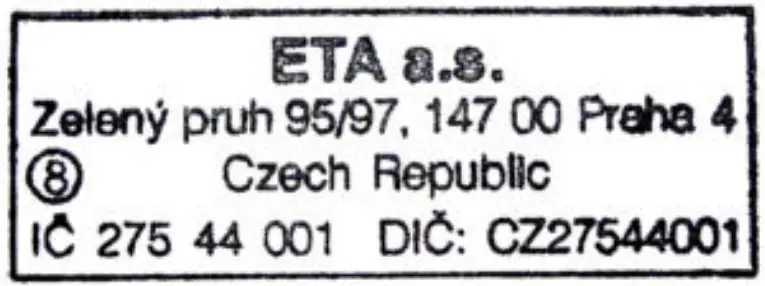 ETA a.s.
Zelený pruh 95/97, 147 00 Praha 4
8 Czech Republic
IČ 275 44 001 DIČ: CZ27544001